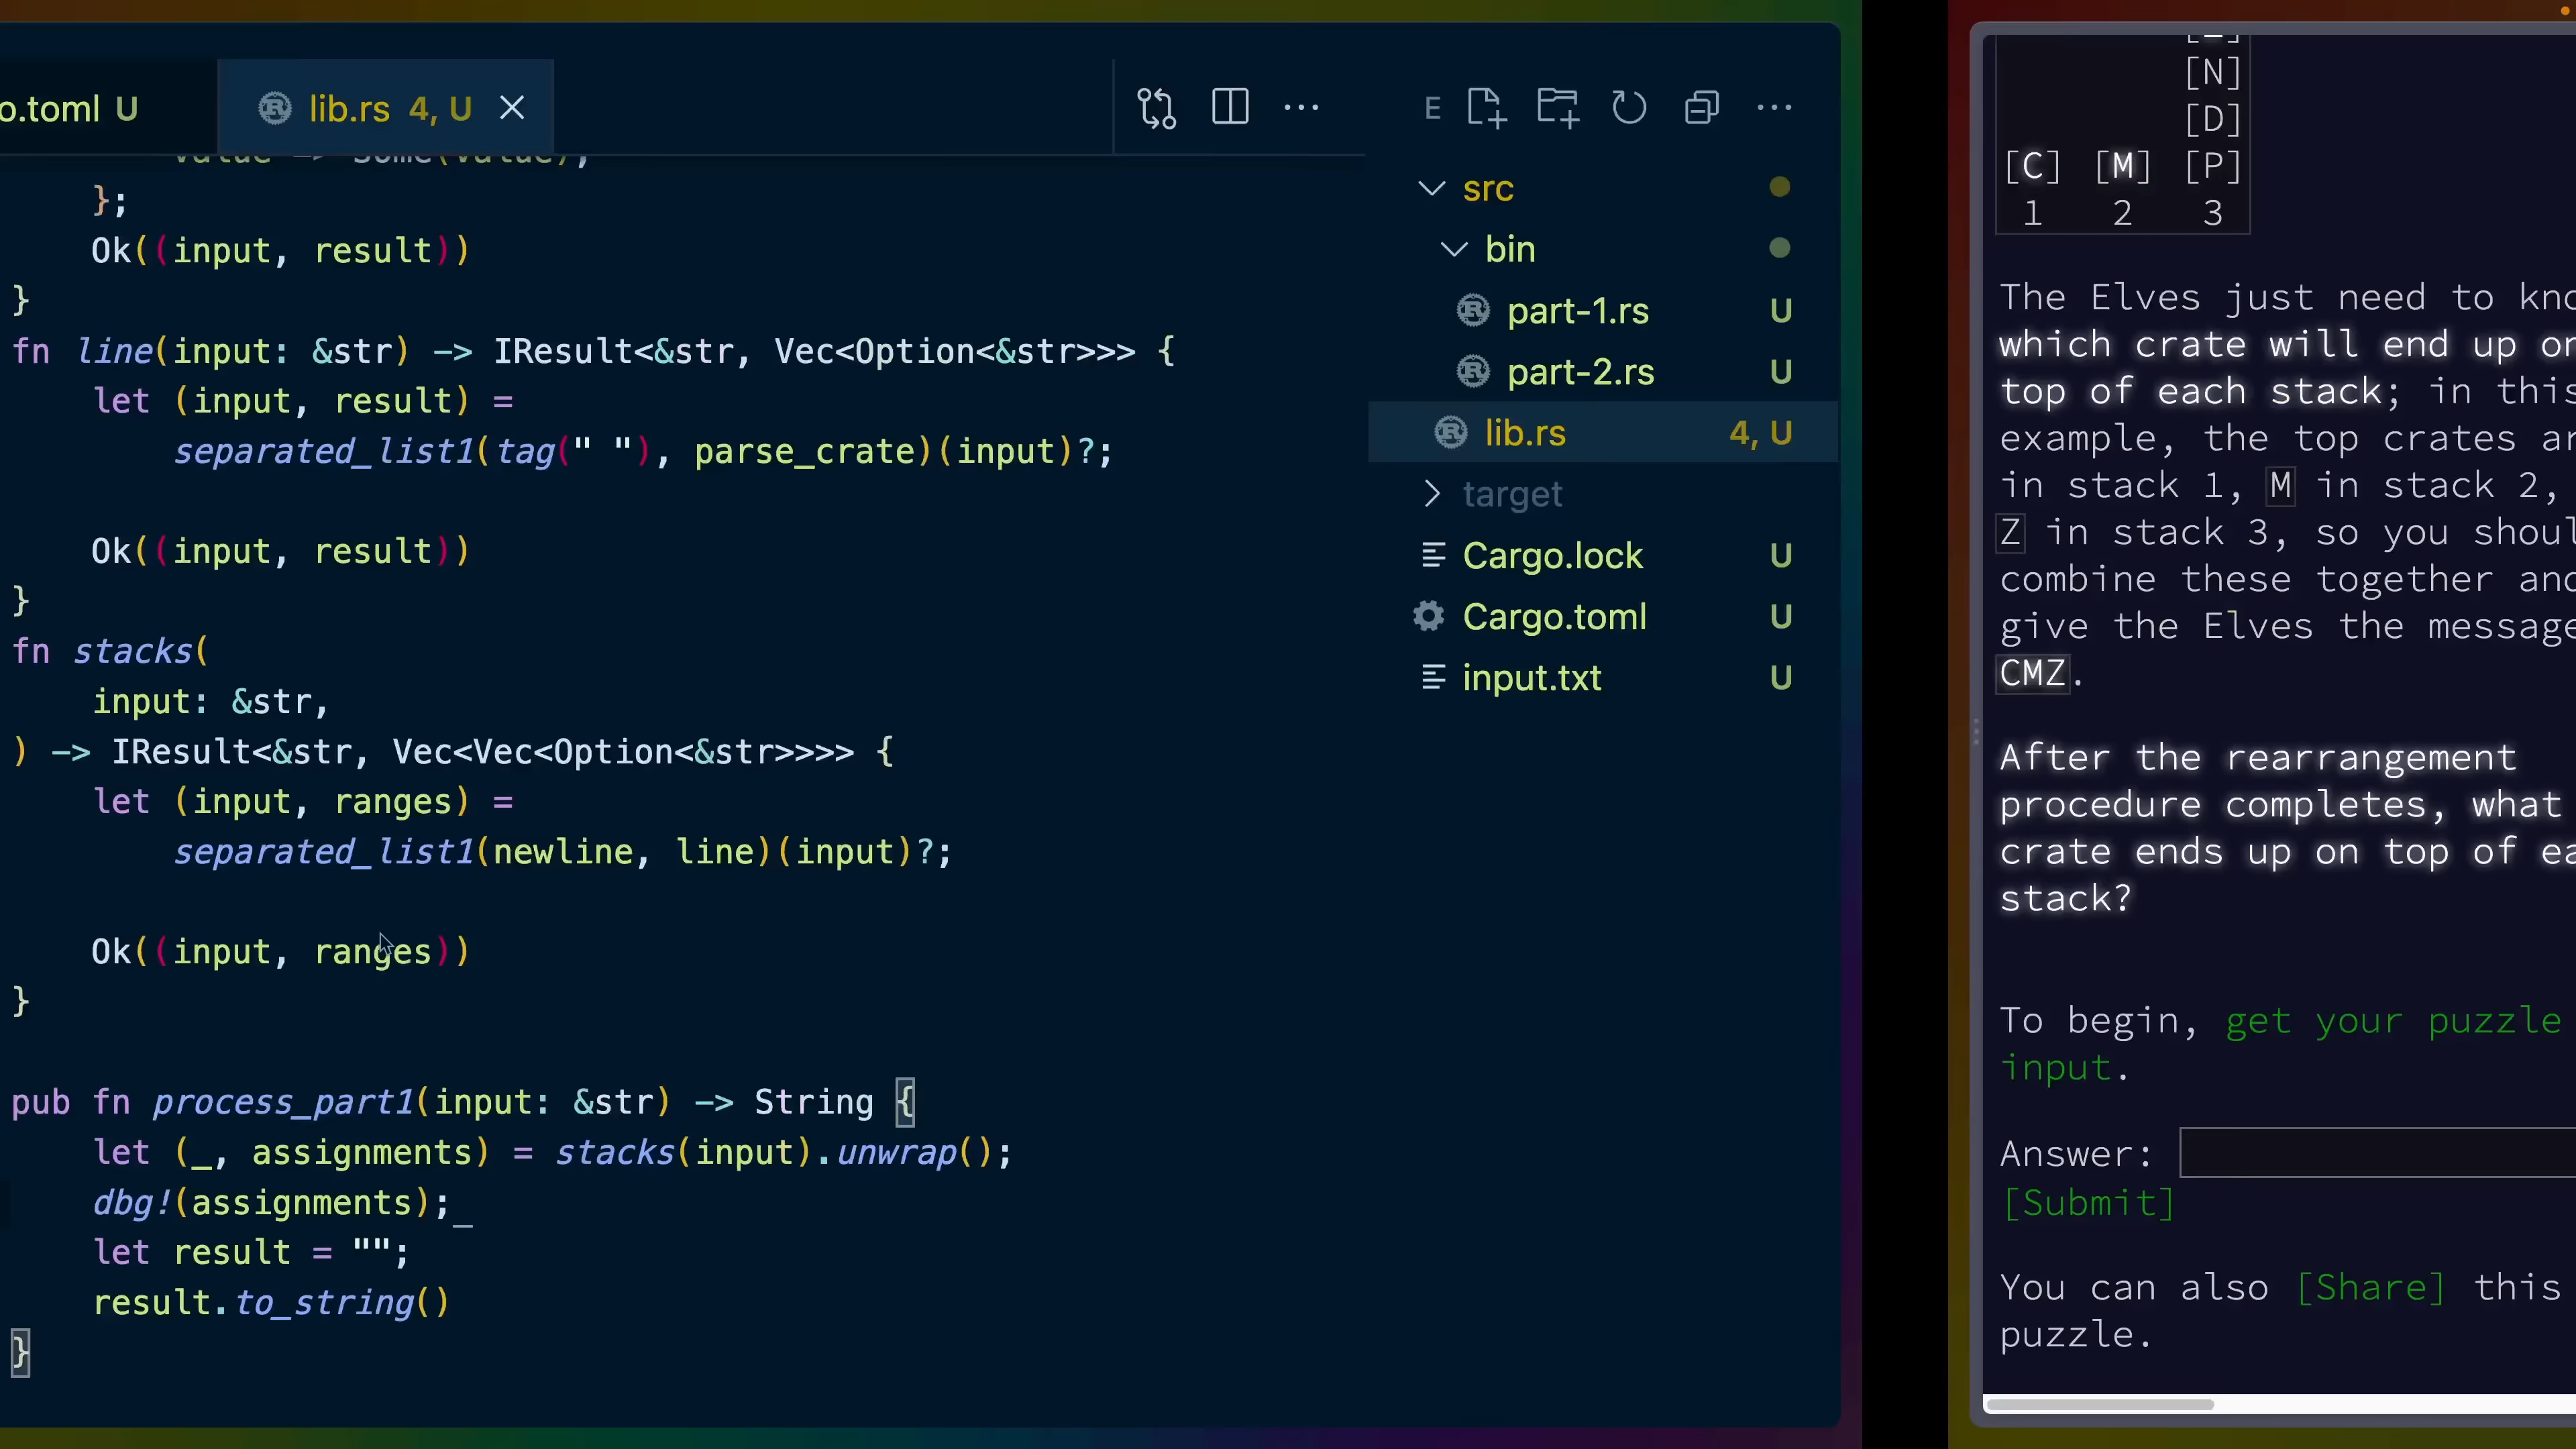 o.toml U
lib.rs 4, U
value => Some(value),
};
Ok((input, result))
}
fn line(input: &str) -> IResult<&str, Vec<Option<&str>>> {
let (input, result) =
separated_list1(tag(" "), parse_crate)(input)?;
Ok((input, result))
}
fn stacks(
input: &str,
) -> IResult<&str, Vec<Vec<Option<&str>>>> {
let (input, ranges) =
separated_list1(newline, line)(input)?;
Ok((input, ranges))
}
pub fn process_part1(input: &str) -> String {
let (_, assignments) = stacks(input).unwrap();
dbg!(assignments);_
let result = "";
result.to_string()
}
E
src
bin
part-1.rs U
part-2.rs U
lib.rs 4, U
target
Cargo.lock U
Cargo.toml U
input.txt U
[N]
[D]
[C] [M] [P]
1 2 3
The Elves just need to kno
which crate will end up on
top of each stack; in this
example, the top crates ar
in stack 1, M in stack 2,
Z in stack 3, so you shoul
combine these together and
give the Elves the message
CMZ.
After the rearrangement
procedure completes, what
crate ends up on top of ea
stack?
To begin, get your puzzle
input.
Answer:
[Submit]
You can also [Share] this
puzzle.